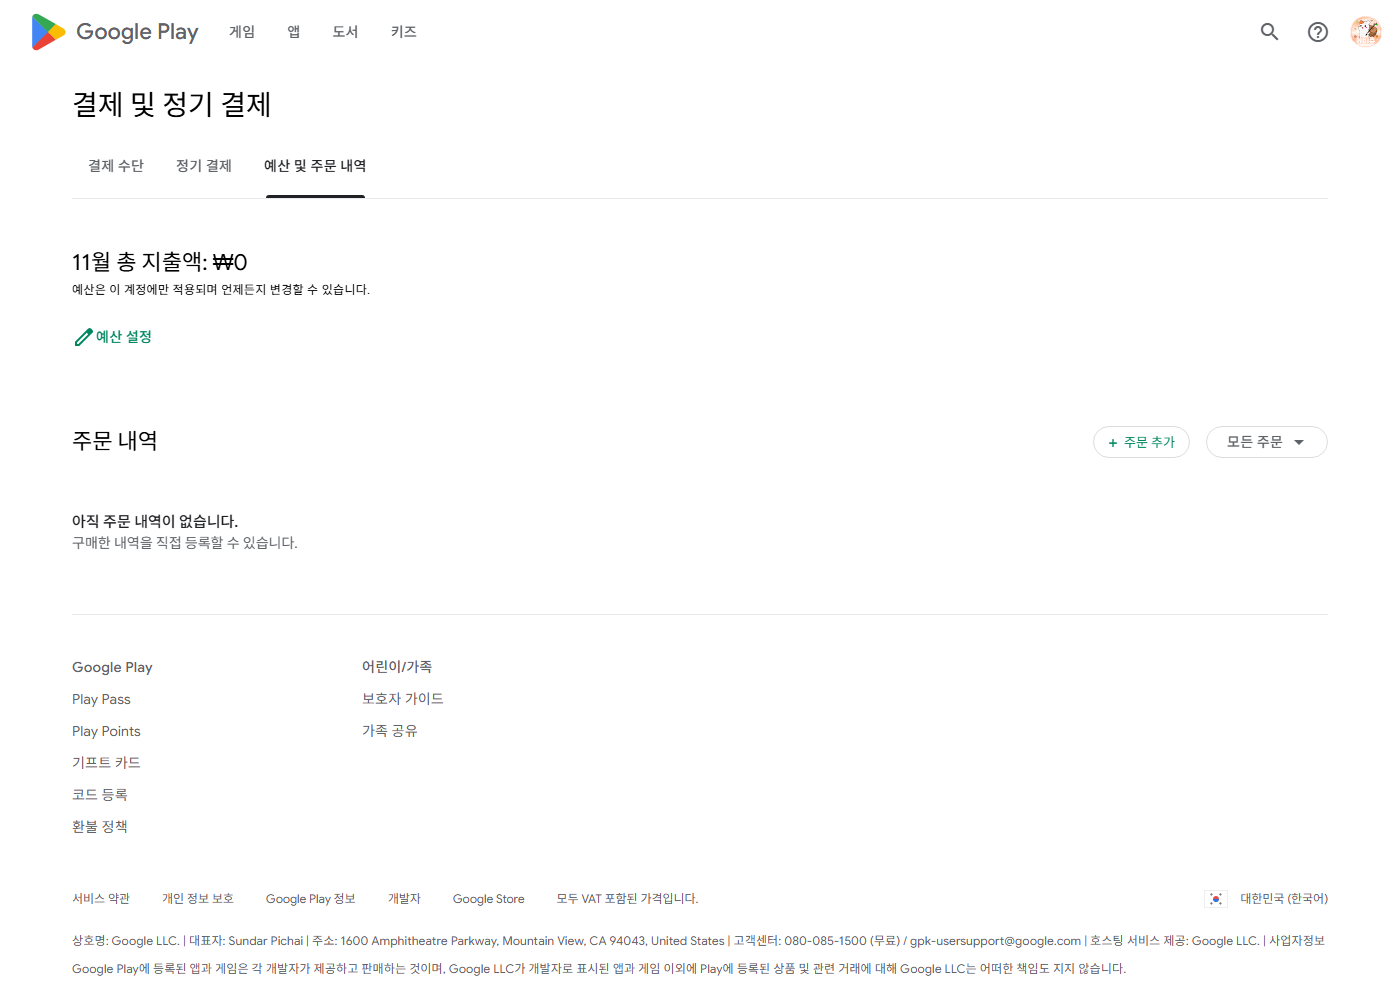 Google Play 게임 앱 도서 키즈
결제 및 정기 결제
결제 수단 정기 결제 예산 및 주문 내역
11월 총 지출액: ₩0
예산은 이 계정에만 적용되며 언제든지 변경할 수 있습니다.
예산 설정
주문 내역
+ 주문 추가 모든 주문
아직 주문 내역이 없습니다.
구매한 내역을 직접 등록할 수 있습니다.
Google Play 어린이/가족
Play Pass 보호자 가이드
Play Points 가족 공유
기프트 카드
코드 등록
환불 정책
서비스 약관 개인 정보 보호 Google Play 정보 개발자 Google Store 모두 VAT 포함된 가격입니다. 대한민국 (한국어)
상호명: Google LLC. | 대표자: Sundar Pichai | 주소: 1600 Amphitheatre Parkway, Mountain View, CA 94043, United States | 고객센터: 080-085-1500 (무료) / gpk-usersupport@google.com | 호스팅 서비스 제공: Google LLC. | 사업자정보
Google Play에 등록된 앱과 게임은 각 개발자가 제공하고 판매하는 것이며, Google LLC가 개발자로 표시된 앱과 게임 이외에 Play에 등록된 상품 및 관련 거래에 대해 Google LLC는 어떠한 책임도 지지 않습니다.